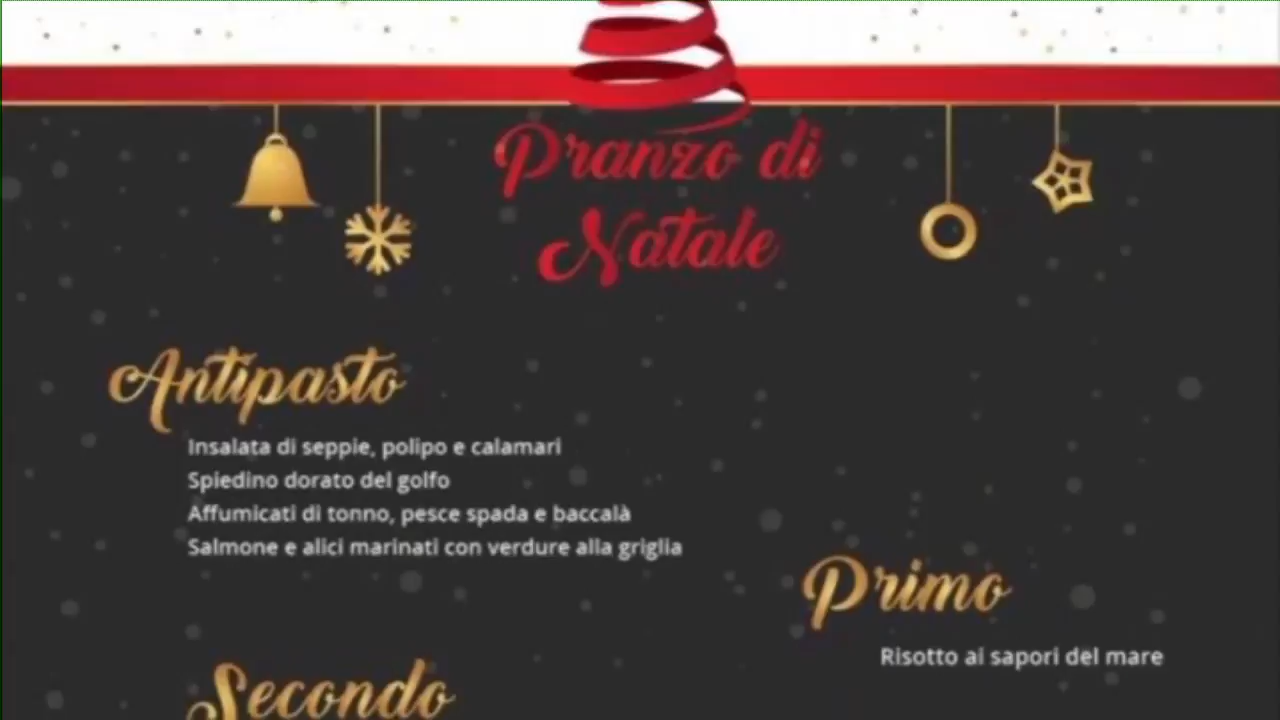 Pranzo di
Natale
Antipasto
Insalata di seppie, polipo e calamari
Spiedino dorato del golfo
Affumicati di tonno, pesce spada e baccalà
Salmone e alici marinati con verdure alla griglia
Primo
Risotto ai sapori del mare
Secondo